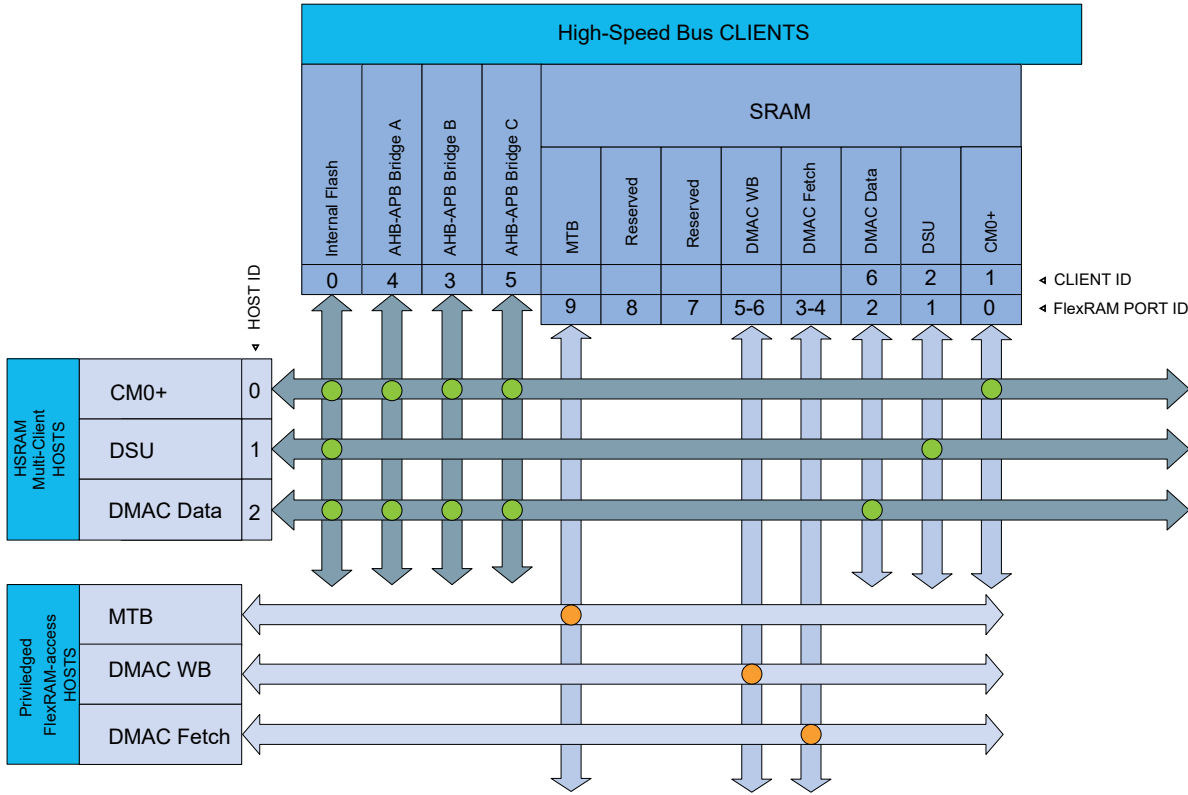 High-Speed Bus CLIENTS
SRAM
Internal Flash
AHB-APB Bridge A
AHB-APB Bridge B
AHB-APB Bridge C
MTB
Reserved
Reserved
DMAC WB
DMAC Fetch
DMAC Data
DSU
CM0+
0 4 3 5 6 2 1 CLIENT ID
9 8 7 5-6 3-4 2 1 0 FlexRAM PORT ID
HOST ID
HSRAM
Multi-Client
HOSTS
CM0+ 0
DSU 1
DMAC Data 2
Priviledged
FlexRAM-access
HOSTS
MTB
DMAC WB
DMAC Fetch